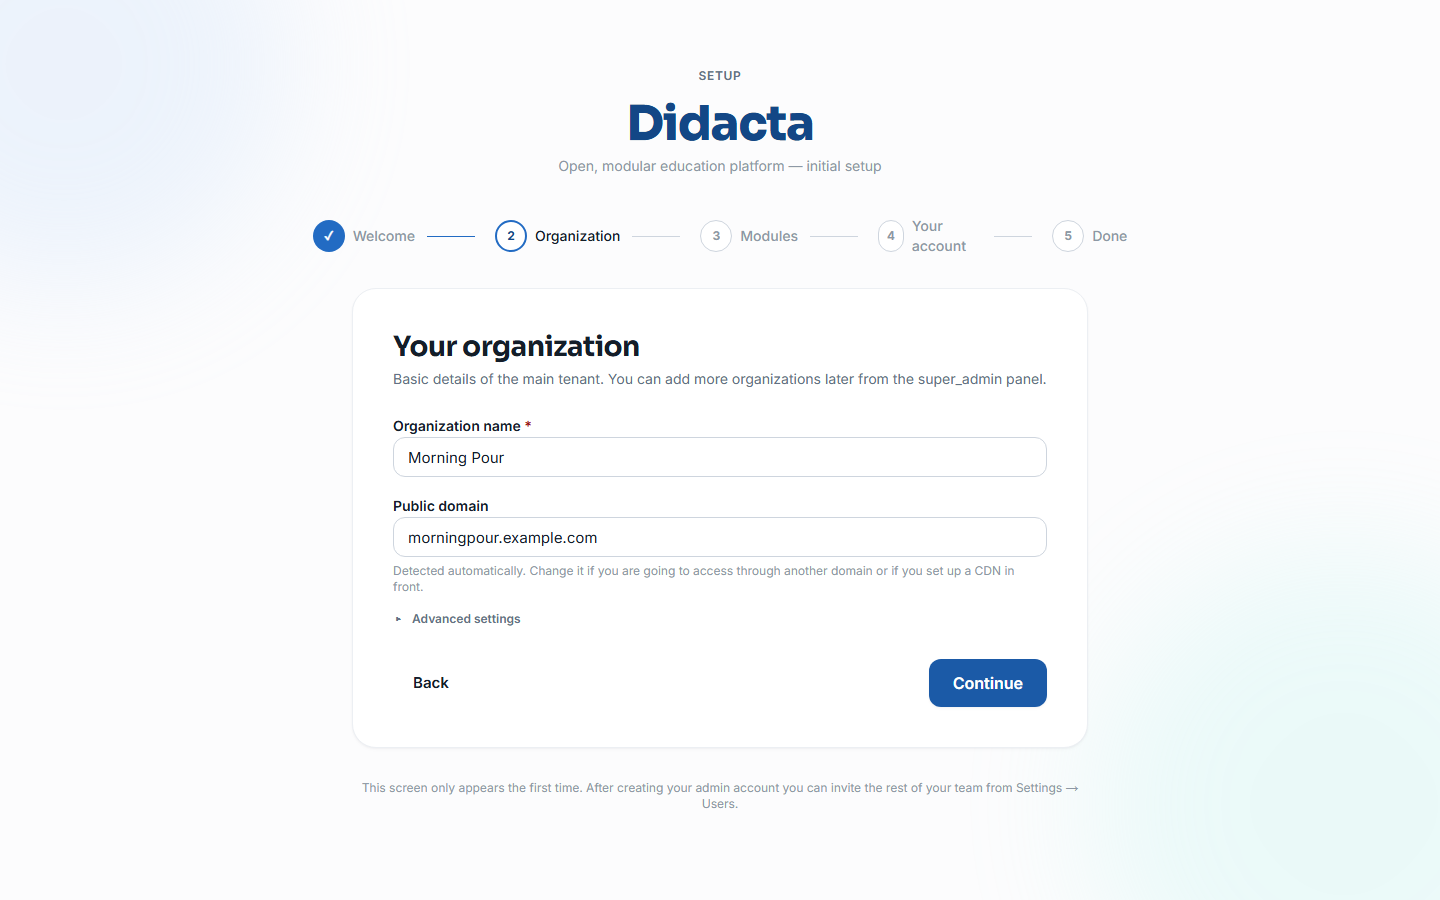 SETUP
Didacta
Open, modular education platform — initial setup
✓ Welcome
2 Organization
3 Modules
4 Your account
5 Done
Your organization
Basic details of the main tenant. You can add more organizations later from the super_admin panel.
Organization name *
Morning Pour
Public domain
morningpour.example.com
Detected automatically. Change it if you are going to access through another domain or if you set up a CDN in
front.
▸ Advanced settings
Back
Continue
This screen only appears the first time. After creating your admin account you can invite the rest of your team from Settings →
Users.